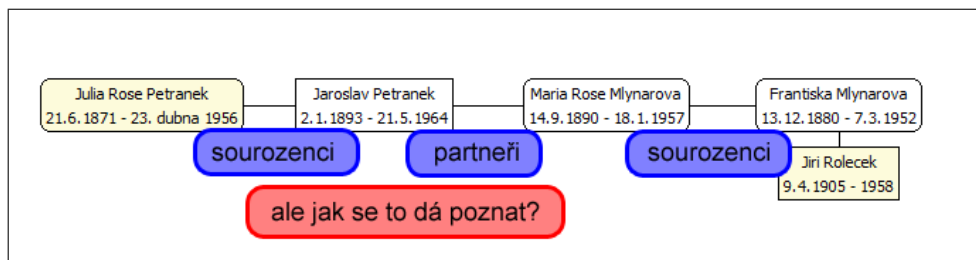 Julia Rose Petranek
21.6.1871 - 23. dubna 1956
Jaroslav Petranek
2.1.1893 - 21.5.1964
Maria Rose Mlynarova
14.9.1890 - 18.1.1957
Frantiska Mlynarova
13.12.1880 - 7.3.1952
sourozenci
partneři
sourozenci
Jiri Rolecek
9.4.1905 - 1958
ale jak se to dá poznat?